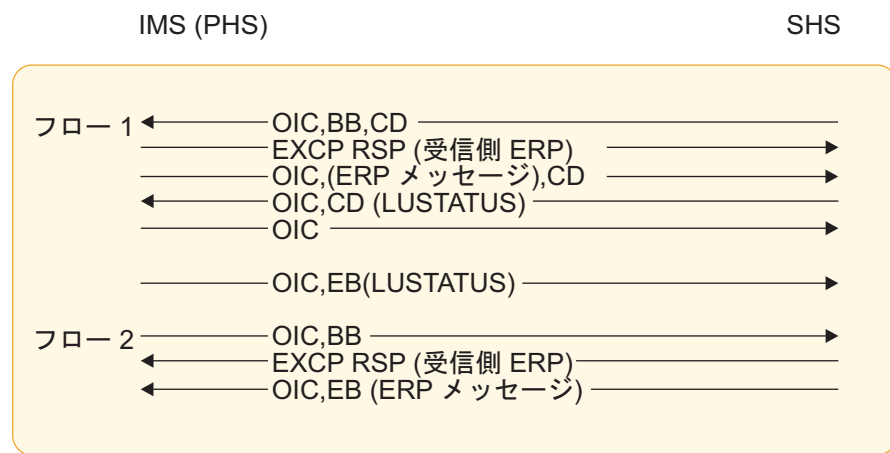 IMS (PHS) SHS
フロー 1 OIC,BB,CD
EXCP RSP (受信側 ERP)
OIC,(ERP メッセージ),CD
OIC,CD (LUSTATUS)
OIC
OIC,EB(LUSTATUS)
フロー 2 OIC,BB
EXCP RSP (受信側 ERP)
OIC,EB (ERP メッセージ)